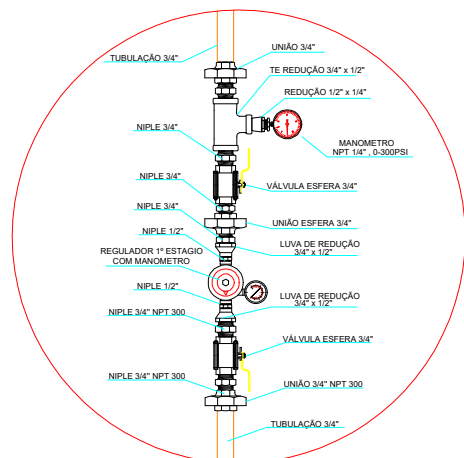 UNIÃO 3/4"
TUBULAÇÃO 3/4"
TE REDUÇÃO 3/4" x 1/2"
REDUÇÃO 1/2" x 1/4"
NIPLE 3/4"
MANOMETRO
NPT 1/4" , 0-300PSI
NIPLE 3/4"
VÁLVULA ESFERA 3/4"
NIPLE 3/4"
UNIÃO ESFERA 3/4"
NIPLE 1/2"
LUVA DE REDUÇÃO
3/4" x 1/2"
REGULADOR 1º ESTAGIO
COM MANOMETRO
NIPLE 1/2"
LUVA DE REDUÇÃO
3/4" x 1/2"
NIPLE 3/4" NPT 300
VÁLVULA ESFERA 3/4"
NIPLE 3/4" NPT 300
UNIÃO 3/4" NPT 300
TUBULAÇÃO 3/4"